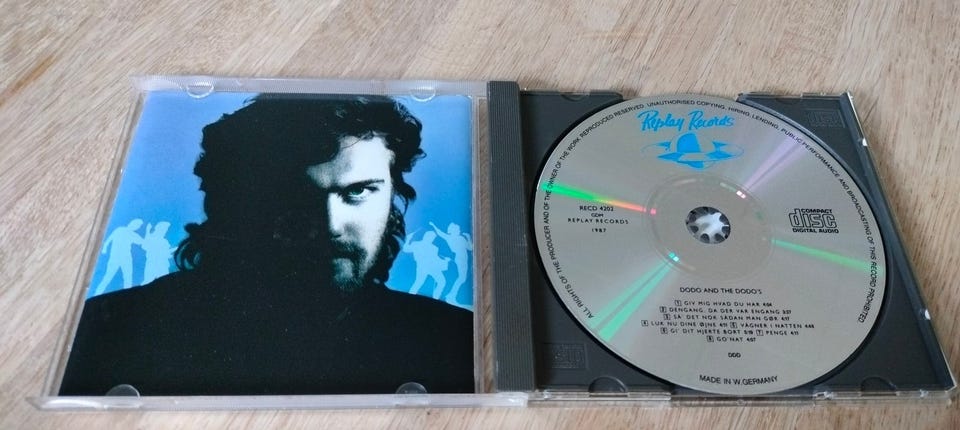 Replay Records
ALL RIGHTS OF THE PRODUCER AND OF THE OWNER OF THE WORK REPRODUCED RESERVED. UNAUTHORISED COPYING, HIRING, LENDING, PUBLIC PERFORMANCE AND BROADCASTING OF THIS RECORD PROHIBITED
RECD 4202
GDM
REPLAY RECORDS
1987
COMPACT
disc
DIGITAL AUDIO
DODO AND THE DODO'S
1 GIV MIG HVAD DU HAR 4:04
2 DENGANG, DA DER VAR ENGANG 3:57
3 SÅ' DET NOK SÅDAN MAN GØR 4:17
4 LUK NU DINE ØJNE 4:11 5 VÅGNER I NATTEN 4:48
6 GI' DIT HJERTE BORT 5:19 7 PENGE 4:11
8 GO'NAT 4:07
DDD
MADE IN W. GERMANY